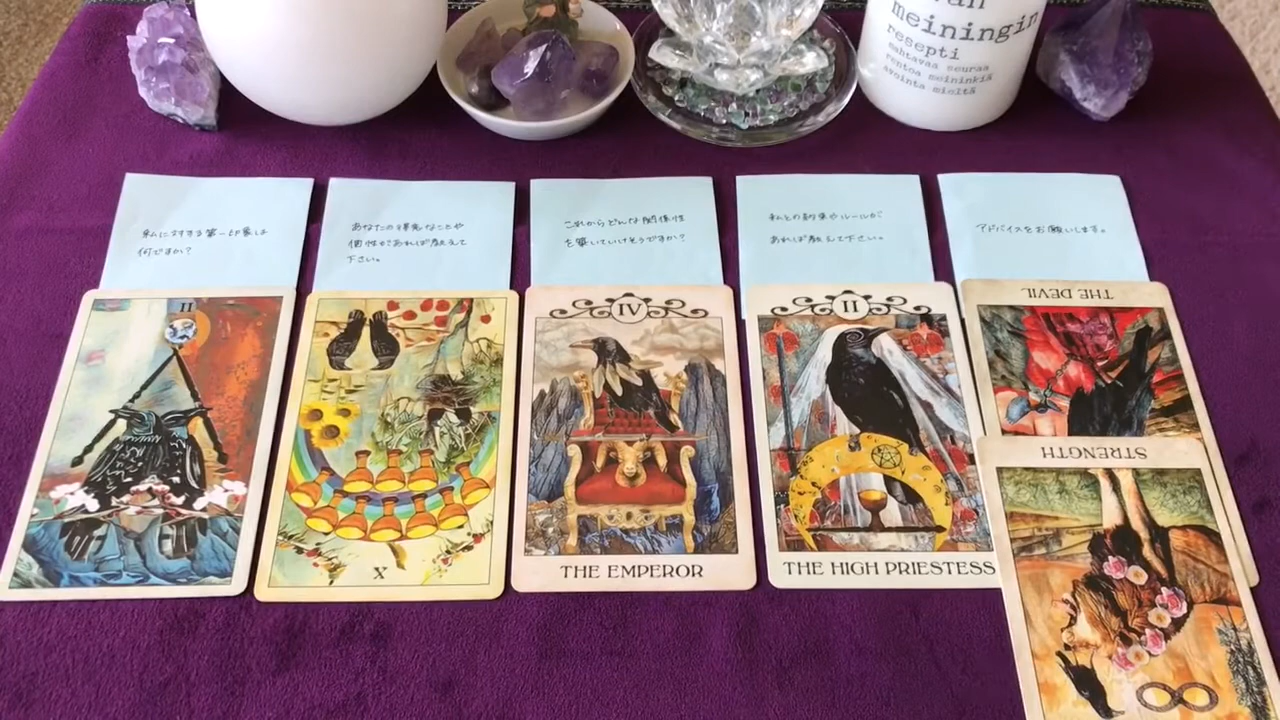 van
meiningin
resepti
mahtavaa seuraa
rentoa meininkiä
avointa mieltä
私に対する第一印象は
何ですか?
あなたの得意なことや
個性があれば教えて
下さい。
これからどんな関係性
を築いていけそうですか?
私との約束やルールが
あれば教えて下さい。
アドバイスをお願いします。
II
X
IV
THE EMPEROR
II
THE HIGH PRIESTESS
THE DEVIL
STRENGTH